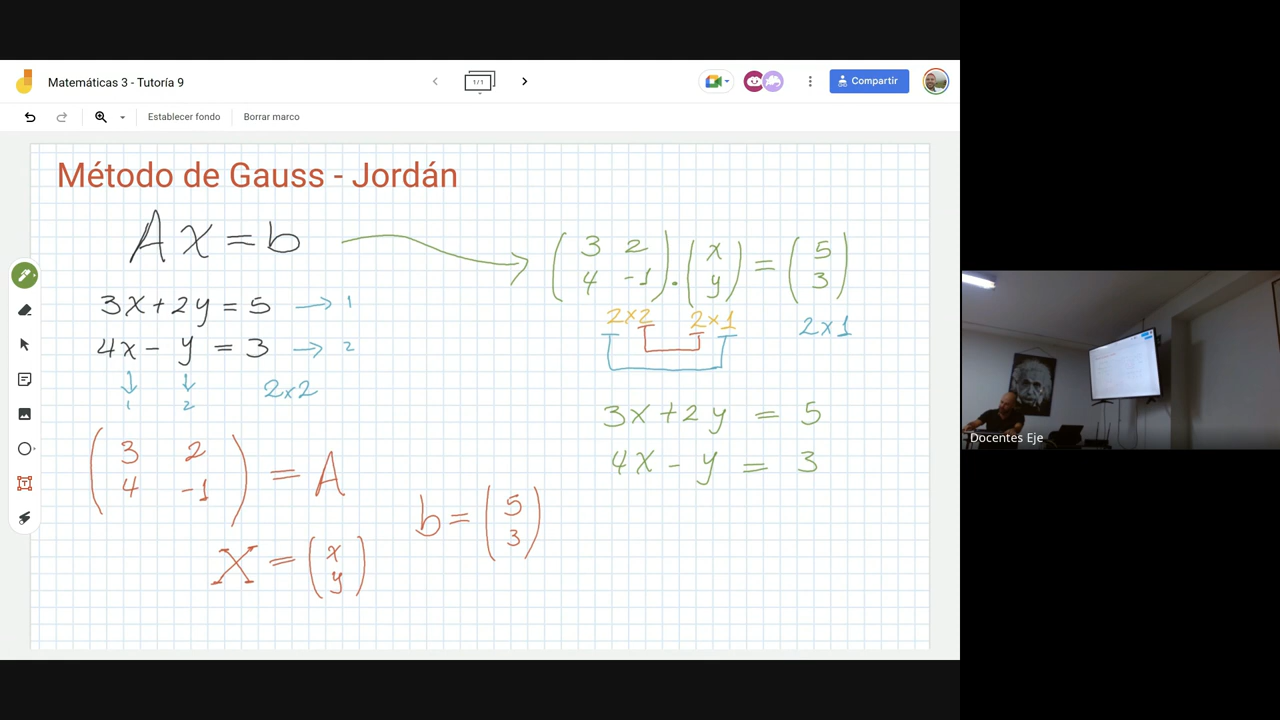 Matemáticas 3 - Tutoría 9
1/1
Compartir
Establecer fondo
Borrar marco
Método de Gauss - Jordán
A X = b
3x + 2y = 5 → 1
4x - y = 3 → 2
↓ ↓
1 2
2x2
( 3 2
4 -1 ) = A
X = ( x
y )
b = ( 5
3 )
( 3 2
4 -1 ) · ( x
y ) = ( 5
3 )
2x2 2x1 2x1
3x + 2y = 5
4x - y = 3
Docentes Eje